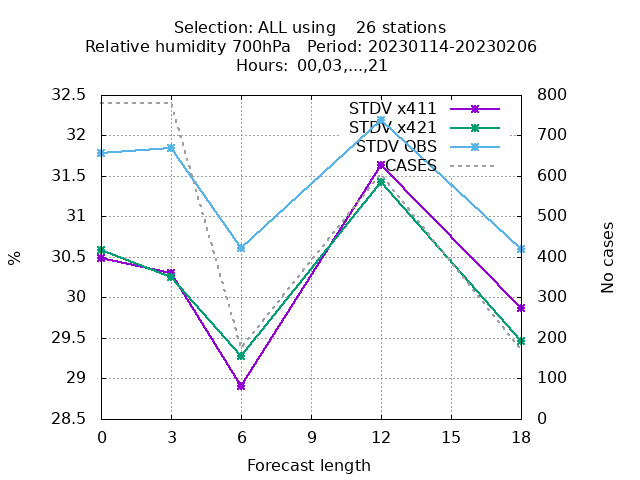 Selection: ALL using    26 stations
Relative humidity 700hPa   Period: 20230114-20230206
Hours: 00,03,...,21
STDV x411
STDV x421
STDV OBS
CASES
32.5
32
31.5
31
30.5
30
29.5
29
28.5
%
800
700
600
500
400
300
200
100
0
No cases
0 3 6 9 12 15 18
Forecast length